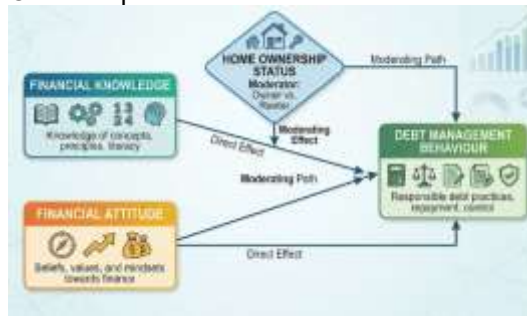 HOME OWNERSHIP
STATUS
Moderator:
Owner vs.
Renter
Moderating Path
FINANCIAL KNOWLEDGE
Knowledge of concepts,
principles, literacy
Direct Effect
Moderating
Effect
DEBT MANAGEMENT
BEHAVIOUR
Responsible debt practices,
repayment, control
Moderating Path
FINANCIAL ATTITUDE
Beliefs, values, and mindsets
towards finance
Direct Effect